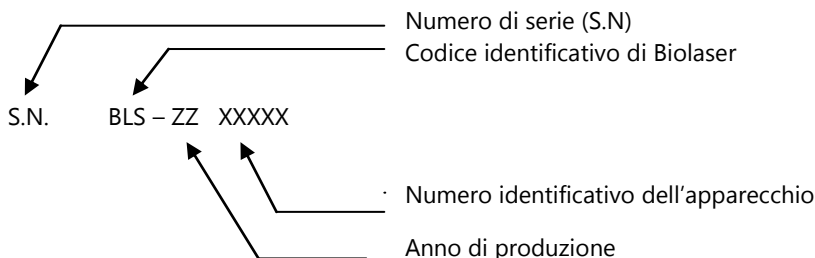 Numero di serie (S.N)
Codice identificativo di Biolaser
S.N. BLS – ZZ XXXXX
Numero identificativo dell'apparecchio
Anno di produzione